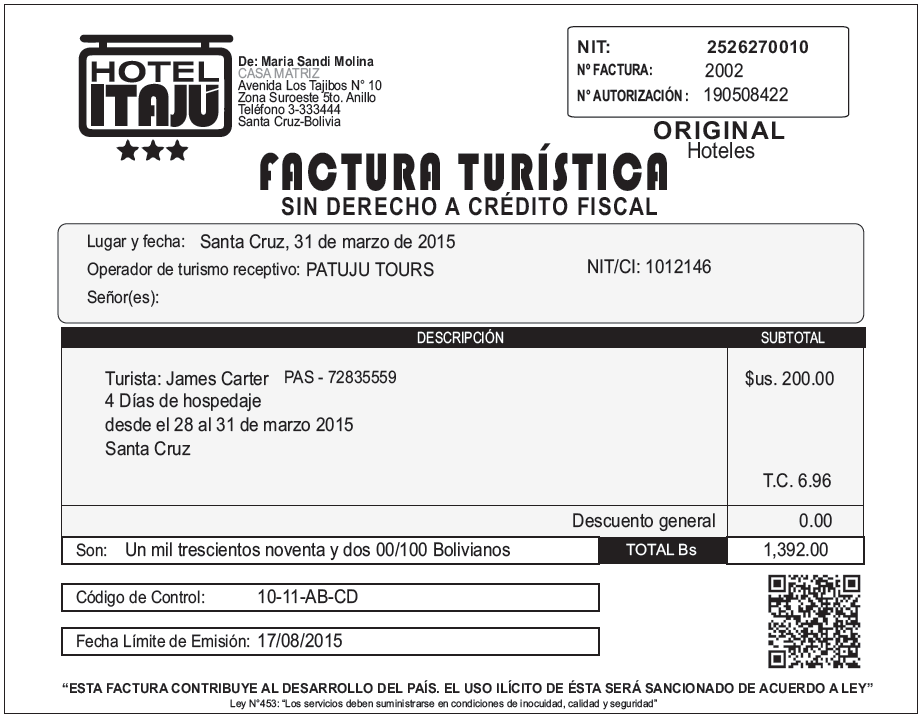 HOTEL
ITAJÚ
De: Maria Sandi Molina
CASA MATRIZ
Avenida Los Tajibos N° 10
Zona Suroeste 5to. Anillo
Teléfono 3-333444
Santa Cruz-Bolivia
NIT: 2526270010
Nº FACTURA: 2002
Nº AUTORIZACIÓN : 190508422
ORIGINAL
Hoteles
FACTURA TURÍSTICA
SIN DERECHO A CRÉDITO FISCAL
Lugar y fecha: Santa Cruz, 31 de marzo de 2015
Operador de turismo receptivo: PATUJU TOURS NIT/CI: 1012146
Señor(es):
DESCRIPCIÓN SUBTOTAL
Turista: James Carter PAS - 72835559 $us. 200.00
4 Días de hospedaje
desde el 28 al 31 de marzo 2015
Santa Cruz
T.C. 6.96
Descuento general 0.00
Son: Un mil trescientos noventa y dos 00/100 Bolivianos TOTAL Bs 1,392.00
Código de Control: 10-11-AB-CD
Fecha Límite de Emisión: 17/08/2015
“ESTA FACTURA CONTRIBUYE AL DESARROLLO DEL PAÍS. EL USO ILÍCITO DE ÉSTA SERÁ SANCIONADO DE ACUERDO A LEY”
Ley N°453: “Los servicios deben suministrarse en condiciones de inocuidad, calidad y seguridad”